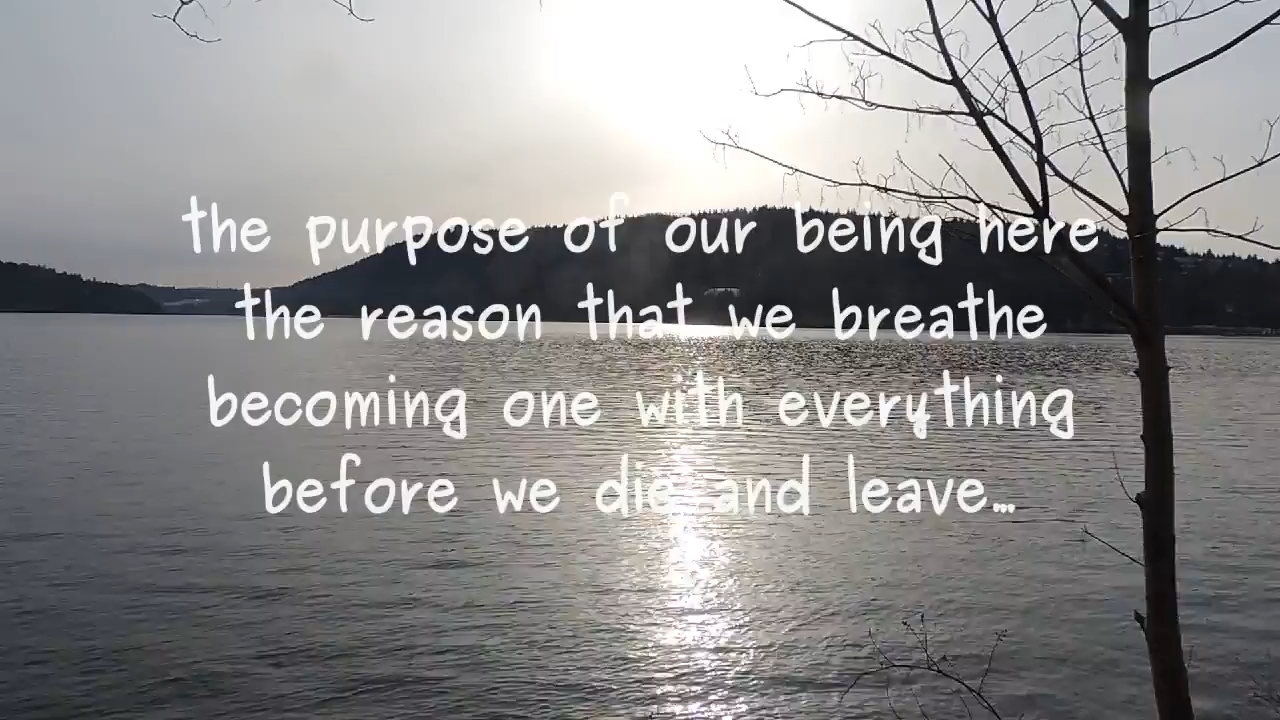 the purpose of our being here
the reason that we breathe
becoming one with everything
before we die and leave...